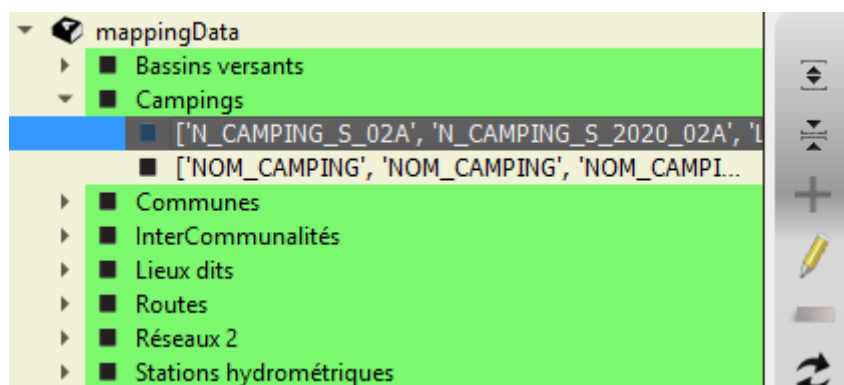 mappingData
Bassins versants
Campings
['N_CAMPING_S_02A', 'N_CAMPING_S_2020_02A', 'L
['NOM_CAMPING', 'NOM_CAMPING', 'NOM_CAMPI...
Communes
InterCommunalités
Lieux dits
Routes
Réseaux 2
Stations hydrométriques